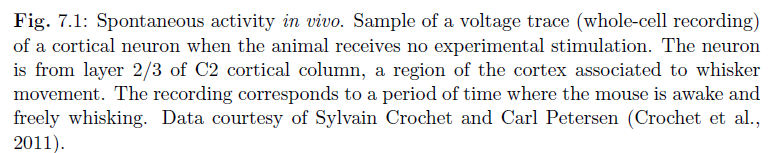 Fig. 7.1: Spontaneous activity in vivo. Sample of a voltage trace (whole-cell recording)
of a cortical neuron when the animal receives no experimental stimulation. The neuron
is from layer 2/3 of C2 cortical column, a region of the cortex associated to whisker
movement. The recording corresponds to a period of time where the mouse is awake and
freely whisking. Data courtesy of Sylvain Crochet and Carl Petersen (Crochet et al.,
2011).